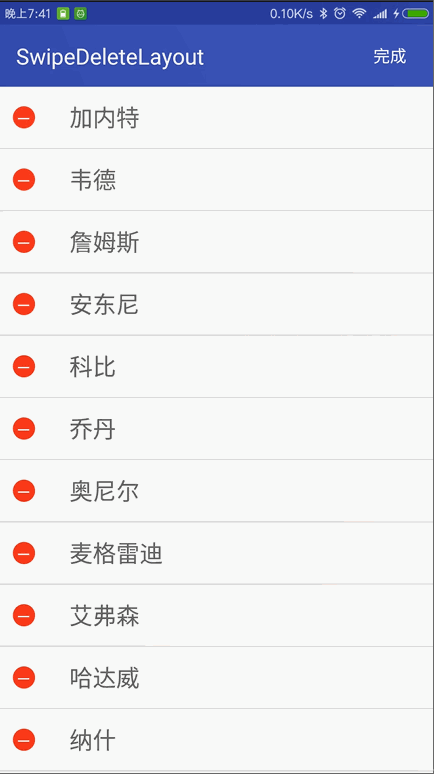 晚上7:41 0.10K/s
SwipeDeleteLayout 完成
加内特
韦德
詹姆斯
安东尼
科比
乔丹
奥尼尔
麦格雷迪
艾弗森
哈达威
纳什